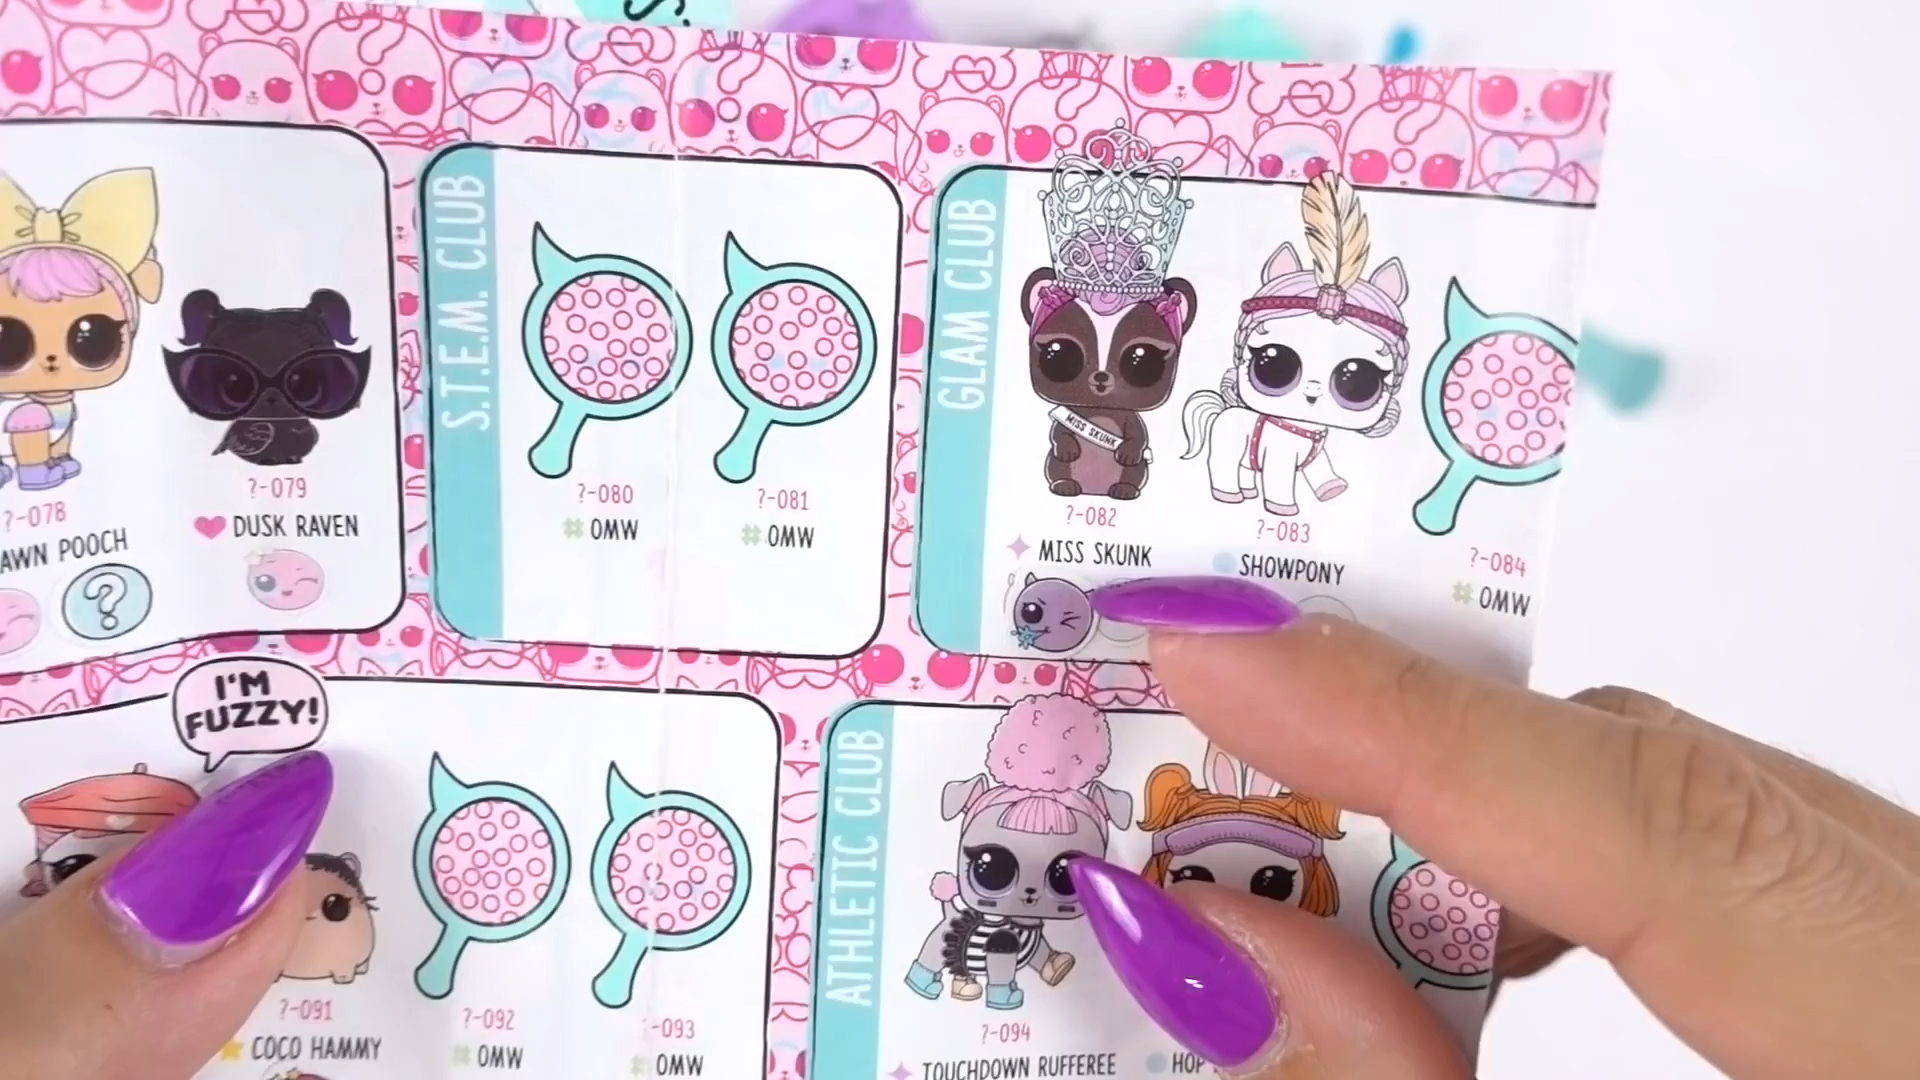 ?-078
AWN POOCH
?
?-079
DUSK RAVEN
S.T.E.M. CLUB
?-080
# OMW
?-081
# OMW
GLAM CLUB
MISS SKUNK
?-082
MISS SKUNK
?-083
SHOWPONY
?-084
# OMW
I'M
FUZZY!
?-091
COCO HAMMY
?-092
# OMW
-093
# OMW
ATHLETIC CLUB
?-094
TOUCHDOWN RUFFEREE
HOP